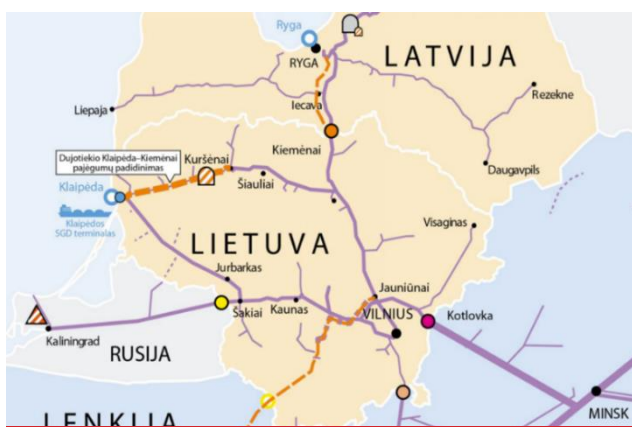 Ryga
RYGA
LATVIJA
Iecava
Rezekne
Liepaja
Kiemėnai
Daugavpils
Dujotiekio Klaipėda–Kiemėnai
pajėgumų padidinimas
Kuršėnai
Klaipėda
Šiauliai
Klaipėdos
SGD terminalas
Visaginas
LIETUVA
Jurbarkas
Jauniūnai
Šakiai
Kaunas
VILNIUS
Kotlovka
Kaliningrad
RUSIJA
LENKIJA
MINSK